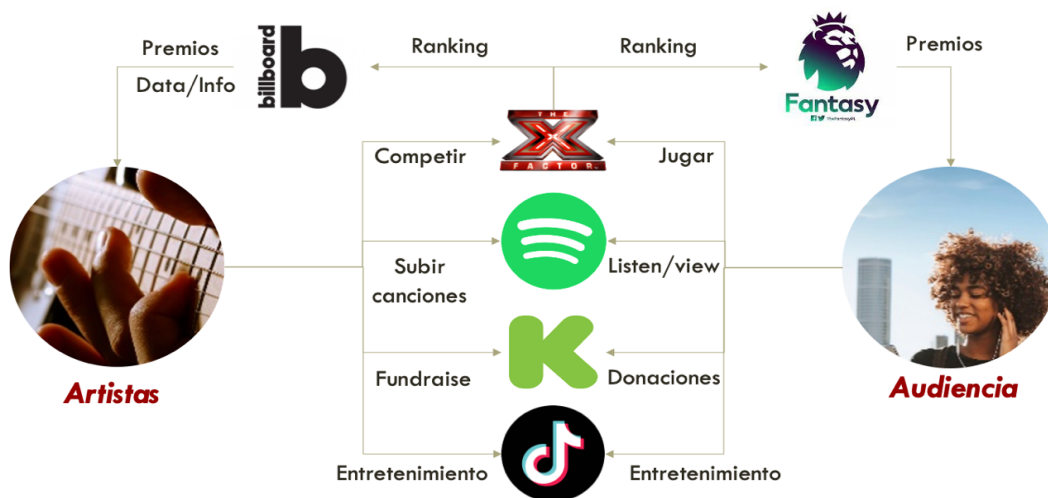 Premios
Data/Info
billboard
b
Ranking
Ranking
Premios
Fantasy
THE
X
FACTOR
Competir
Jugar
Subir
canciones
Listen/view
Fundraise
K
Donaciones
Entretenimiento
Entretenimiento
Artistas
Audiencia